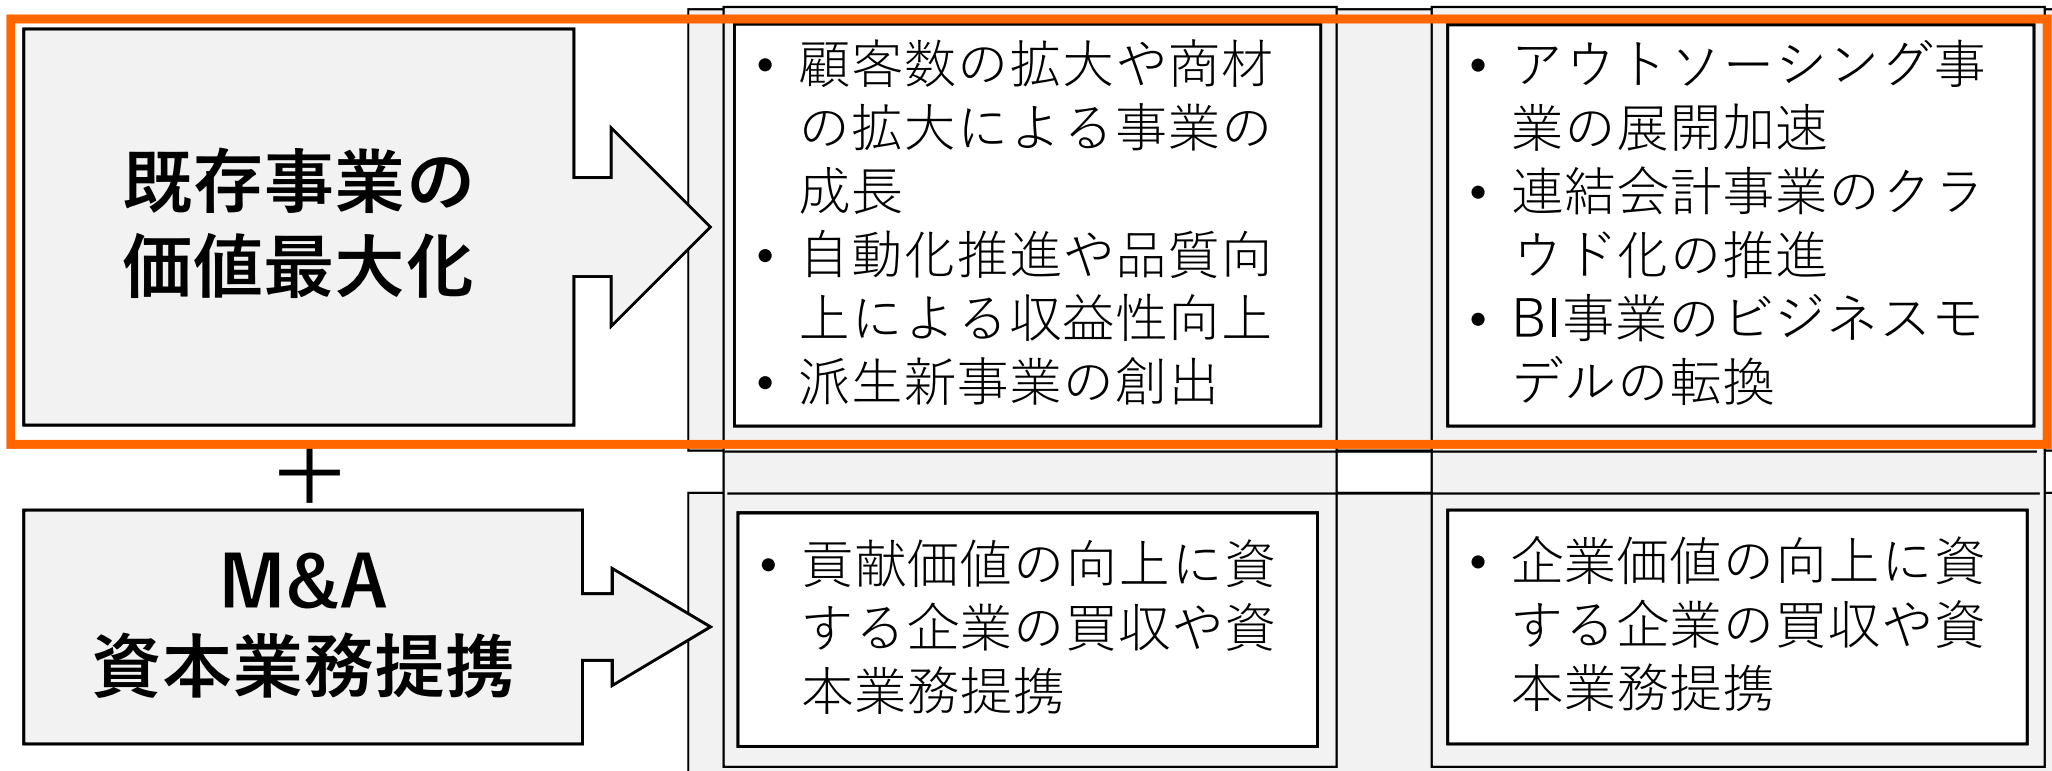 既存事業の
価値最大化
• 顧客数の拡大や商材
の拡大による事業の
成長
• 自動化推進や品質向
上による収益性向上
• 派生新事業の創出
• アウトソーシング事
業の展開加速
• 連結会計事業のクラ
ウド化の推進
• BI事業のビジネスモ
デルの転換
+
M&A
資本業務提携
• 貢献価値の向上に資
する企業の買収や資
本業務提携
• 企業価値の向上に資
する企業の買収や資
本業務提携